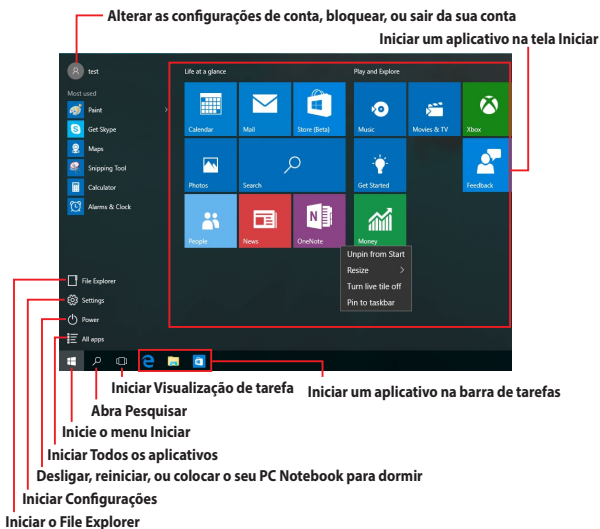 Alterar as configurações de conta, bloquear, ou sair da sua conta
Iniciar um aplicativo na tela Iniciar
test
Life at a glance
Play and Explore
Most used
Paint
Get Skype
Maps
Snipping Tool
Calculator
Alarms & Clock
Calendar
Mail
Store (Beta)
Music
Movies & TV
Xbox
Photos
Search
Get Started
Feedback
People
News
OneNote
Money
Unpin from Start
Resize
Turn live tile off
Pin to taskbar
File Explorer
Settings
Power
All apps
Iniciar Visualização de tarefa
Iniciar um aplicativo na barra de tarefas
Abra Pesquisar
Inicie o menu Iniciar
Iniciar Todos os aplicativos
Desligar, reiniciar, ou colocar o seu PC Notebook para dormir
Iniciar Configurações
Iniciar o File Explorer